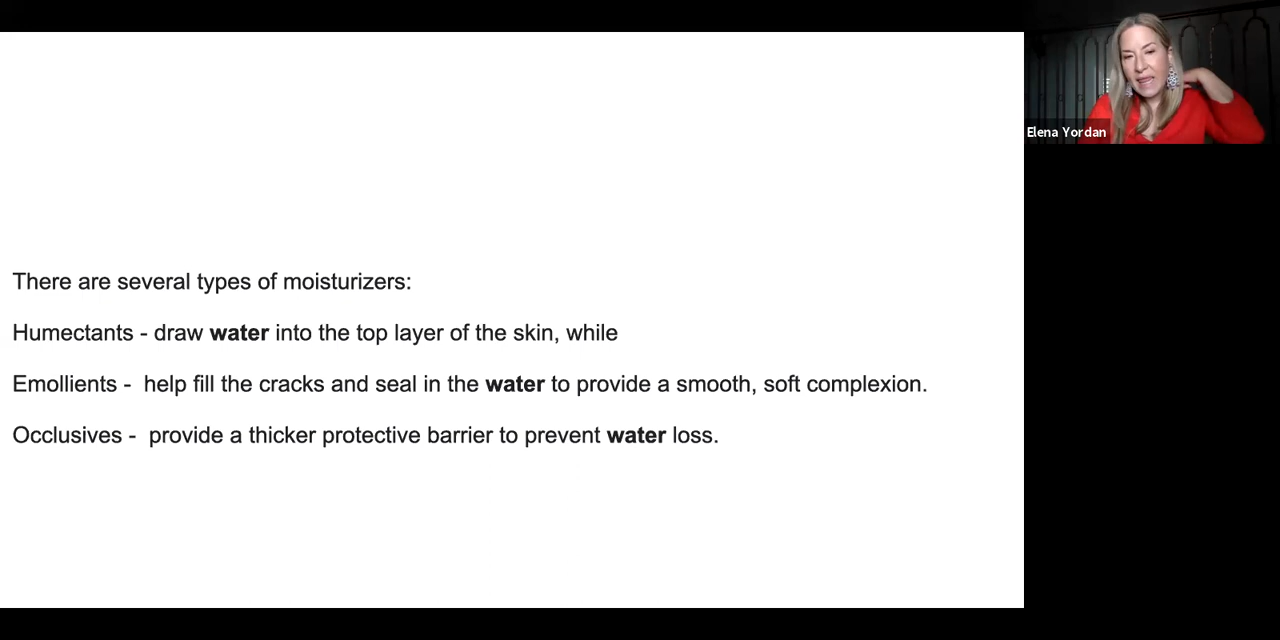 There are several types of moisturizers:
Humectants - draw water into the top layer of the skin, while
Emollients -  help fill the cracks and seal in the water to provide a smooth, soft complexion.
Occlusives -  provide a thicker protective barrier to prevent water loss.
Elena Yordan